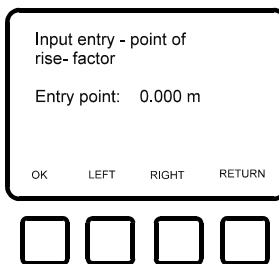 Input entry - point of
rise- factor
Entry point: 0.000 m
OK LEFT RIGHT RETURN